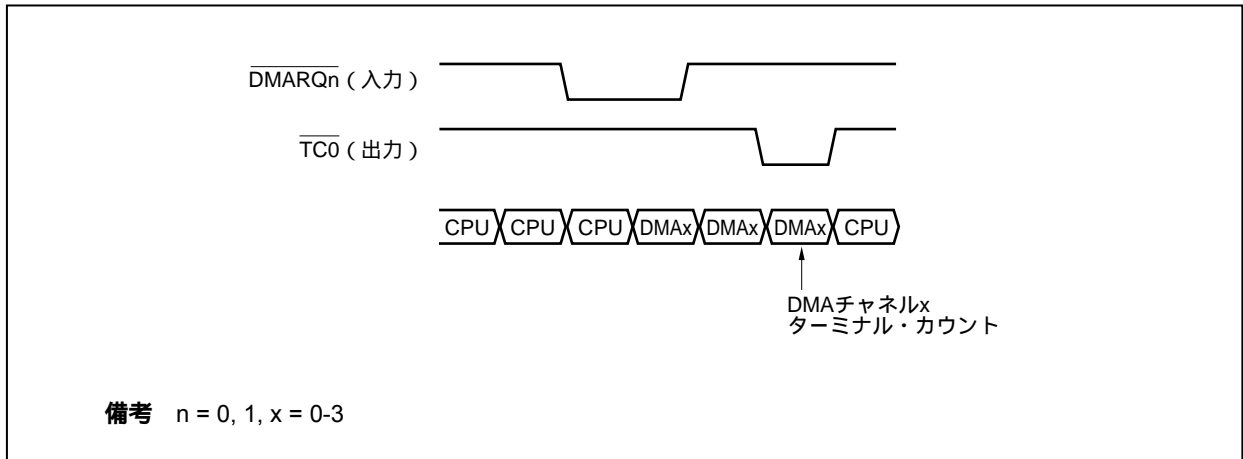 DMARQn（入力）
TC0（出力）
CPU CPU CPU DMAx DMAx DMAx CPU
DMAチャネルx
ターミナル・カウント
備考 n = 0, 1, x = 0-3